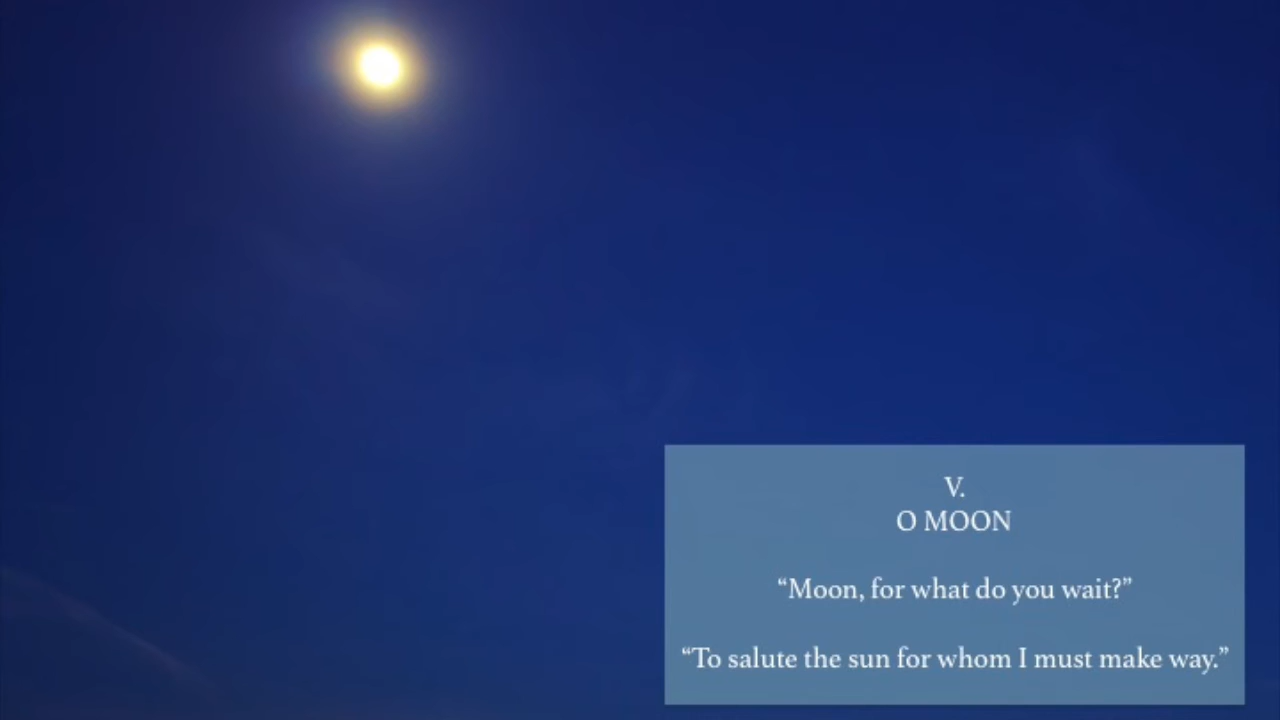 V.
O MOON
“Moon, for what do you wait?”
“To salute the sun for whom I must make way.”